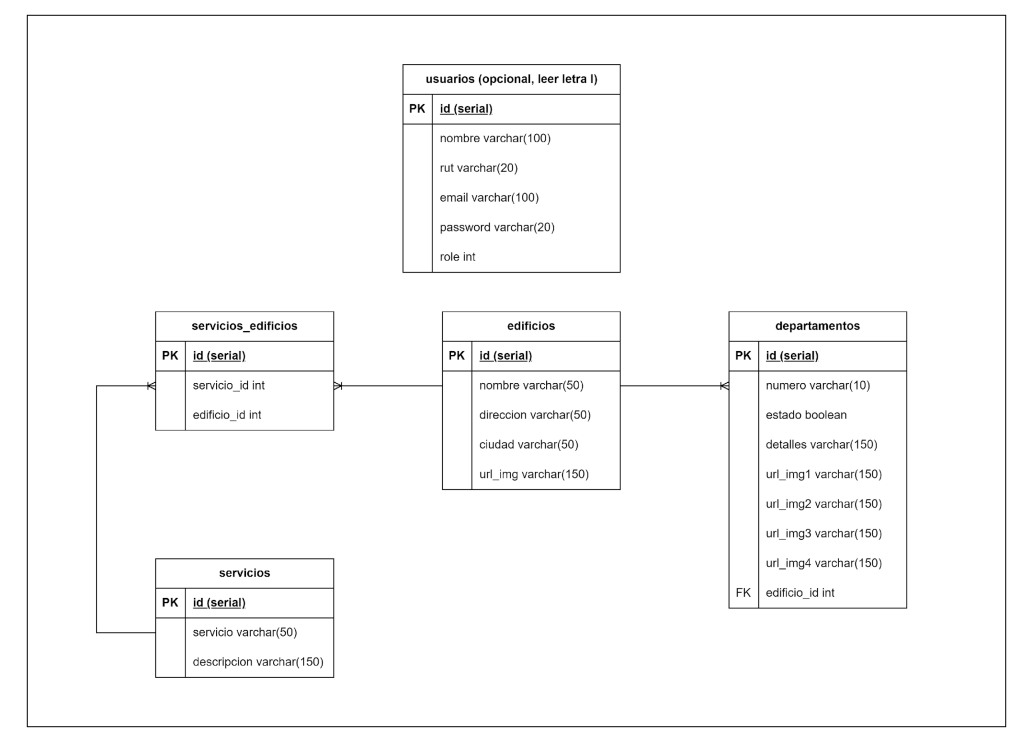 usuarios (opcional, leer letra l)
PK id (serial)
nombre varchar(100)
rut varchar(20)
email varchar(100)
password varchar(20)
role int
servicios_edificios
PK id (serial)
servicio_id int
edificio_id int
edificios
PK id (serial)
nombre varchar(50)
direccion varchar(50)
ciudad varchar(50)
url_img varchar(150)
departamentos
PK id (serial)
numero varchar(10)
estado boolean
detalles varchar(150)
url_img1 varchar(150)
url_img2 varchar(150)
url_img3 varchar(150)
url_img4 varchar(150)
FK edificio_id int
servicios
PK id (serial)
servicio varchar(50)
descripcion varchar(150)